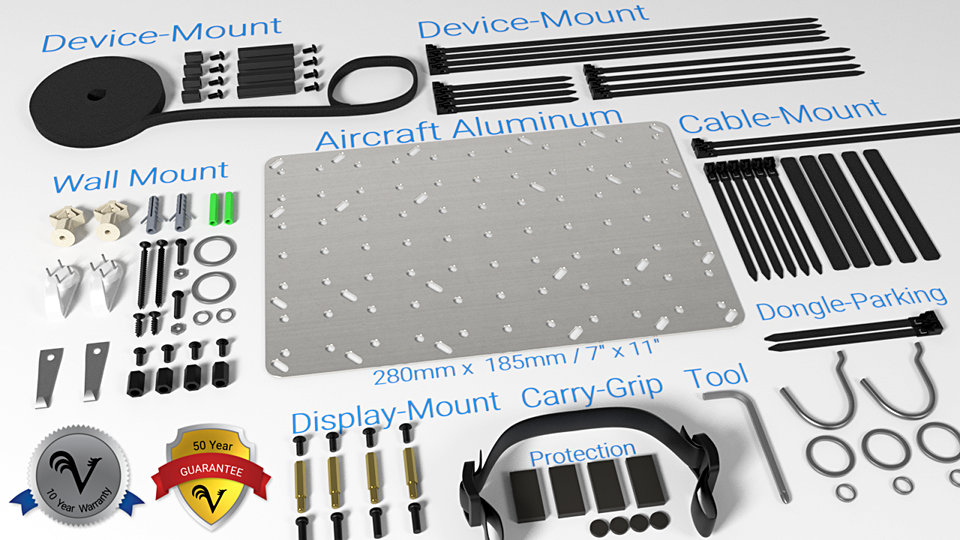 Device-Mount
Device-Mount
Aircraft Aluminum
Cable-Mount
Wall Mount
Dongle-Parking
280mm x 185mm / 7" x 11"
Display-Mount
Carry-Grip
Tool
Protection
10 Year Warranty
50 Year
GUARANTEE